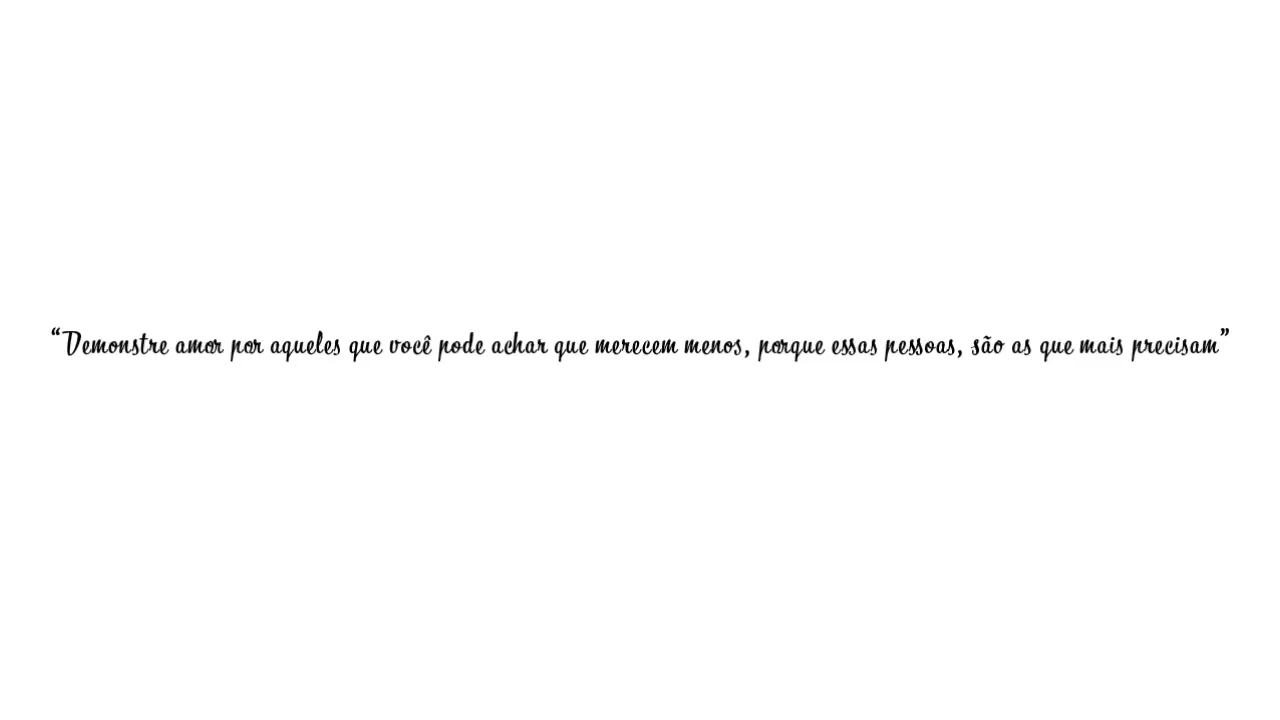 “Demonstre amor por aqueles que você pode achar que merecem menos, porque essas pessoas, são as que mais precisam”